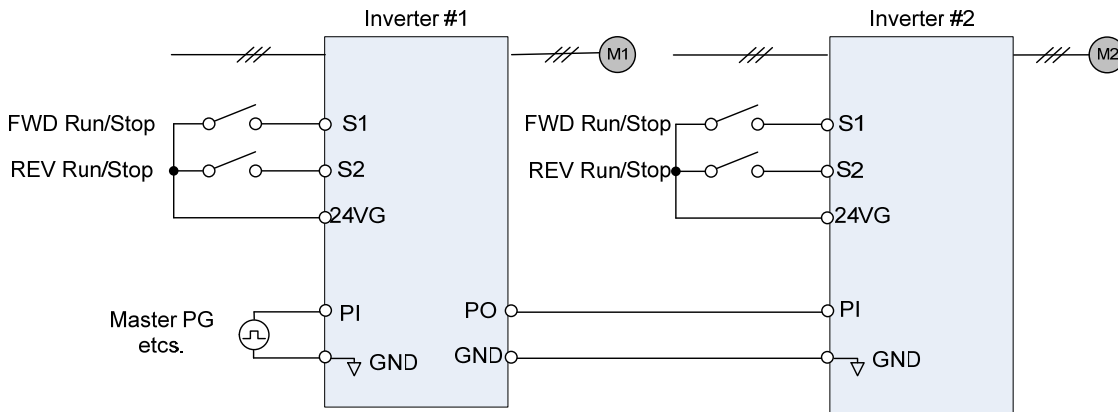 Inverter #1
Inverter #2
M1
M2
FWD Run/Stop
S1
FWD Run/Stop
S1
REV Run/Stop
S2
REV Run/Stop
S2
24VG
24VG
Master PG
etcs.
PI
PO
PI
GND
GND
GND